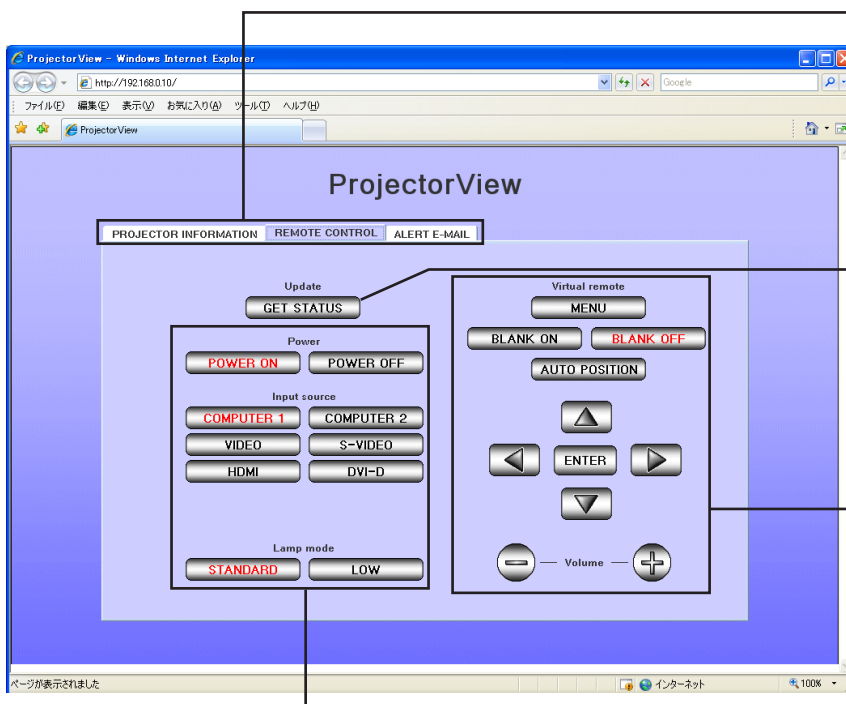 ProjectorView - Windows Internet Explorer
http://192.168.0.10/
Google
ファイル(F) 編集(E) 表示(V) お気に入り(A) ツール(T) ヘルプ(H)
ProjectorView
ProjectorView
PROJECTOR INFORMATION REMOTE CONTROL ALERT E-MAIL
Update
GET STATUS
Power
POWER ON POWER OFF
Input source
COMPUTER 1 COMPUTER 2
VIDEO S-VIDEO
HDMI DVI-D
Lamp mode
STANDARD LOW
Virtual remote
MENU
BLANK ON BLANK OFF
AUTO POSITION
ENTER
Volume
ページが表示されました インターネット 100%